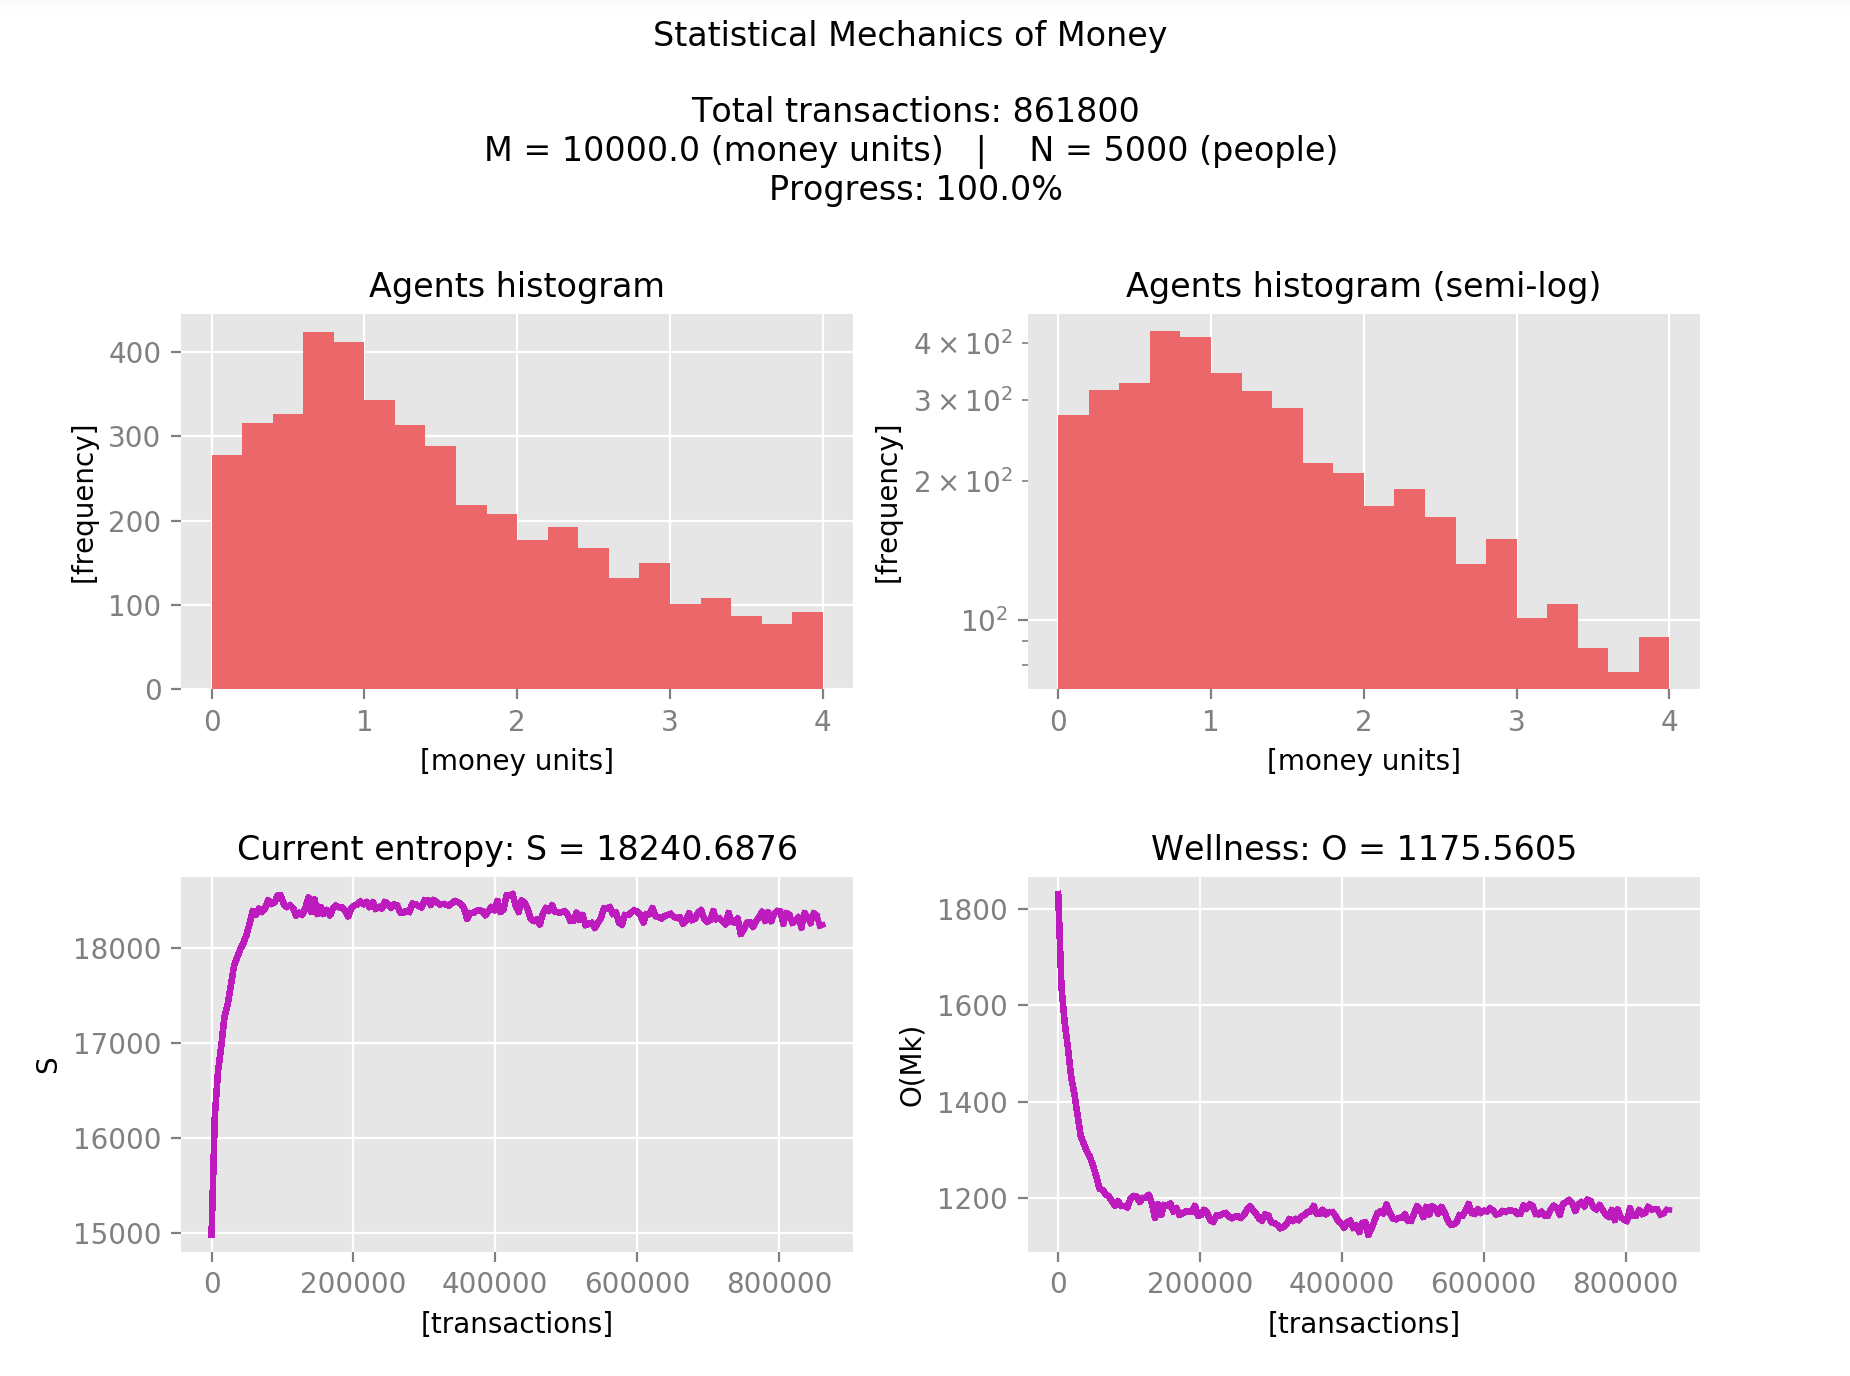 Statistical Mechanics of Money
Total transactions: 861800
M = 10000.0 (money units) | N = 5000 (people)
Progress: 100.0%
Agents histogram
[frequency]
400
300
200
100
0
0 1 2 3 4
[money units]
Agents histogram (semi-log)
[frequency]
4 × 10²
3 × 10²
2 × 10²
10²
0 1 2 3 4
[money units]
Current entropy: S = 18240.6876
S
18000
17000
16000
15000
0 200000 400000 600000 800000
[transactions]
Wellness: O = 1175.5605
O(Mk)
1800
1600
1400
1200
0 200000 400000 600000 800000
[transactions]